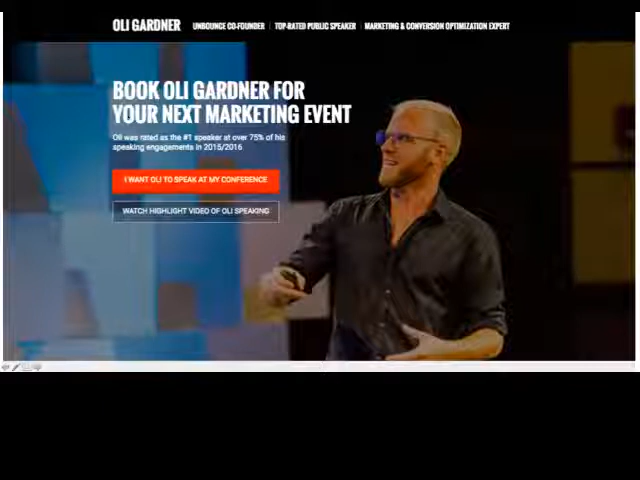 OLI GARDNER UNBOUNCE CO-FOUNDER | TOP-RATED PUBLIC SPEAKER | MARKETING & CONVERSION OPTIMIZATION EXPERT
BOOK OLI GARDNER FOR
YOUR NEXT MARKETING EVENT
Oli was rated as the #1 speaker at over 75% of his
speaking engagements in 2015/2016
I WANT OLI TO SPEAK AT MY CONFERENCE
WATCH HIGHLIGHT VIDEO OF OLI SPEAKING